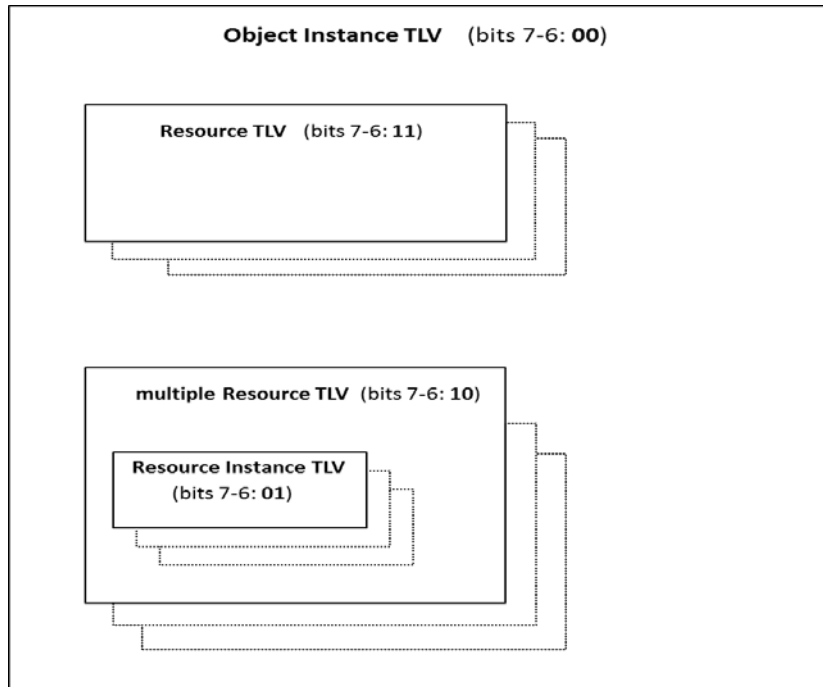 Object Instance TLV (bits 7-6: 00)
Resource TLV (bits 7-6: 11)
multiple Resource TLV (bits 7-6: 10)
Resource Instance TLV
(bits 7-6: 01)